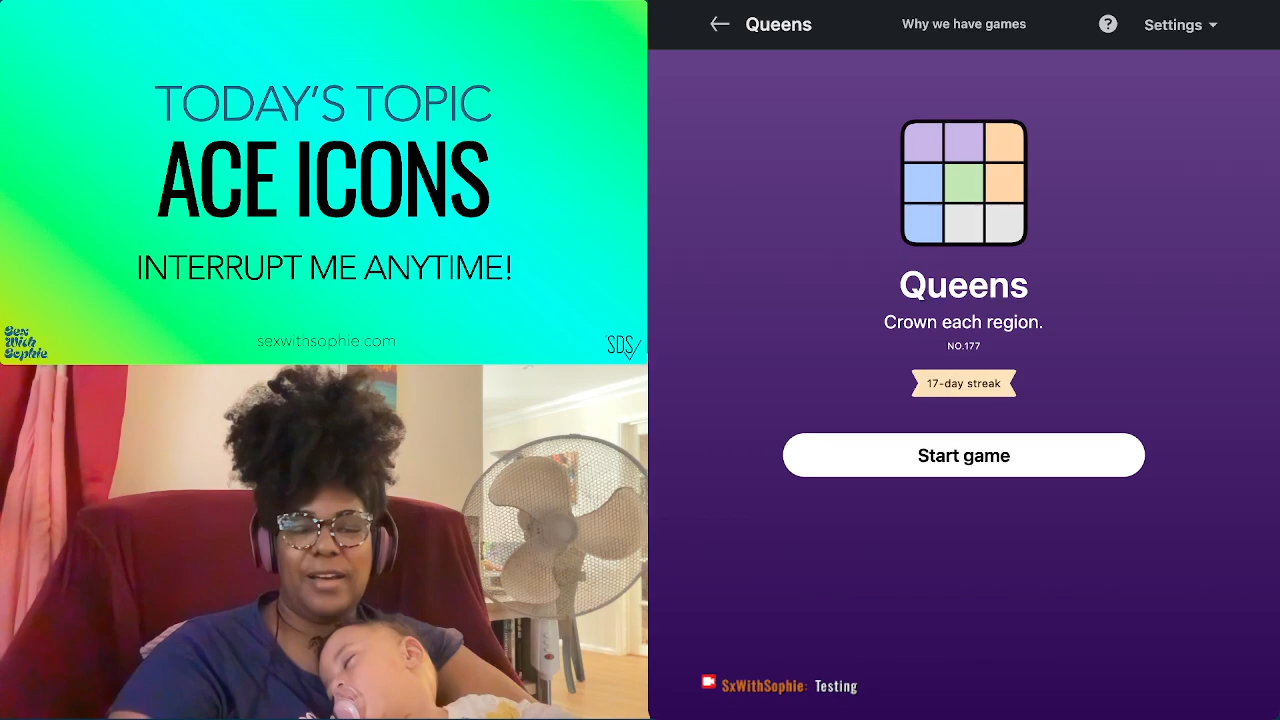 TODAY'S TOPIC
ACE ICONS
INTERRUPT ME ANYTIME!
Sex
With
Sophie
sexwithsophie.com
SDS
Queens
Why we have games
?
Settings
Queens
Crown each region.
NO.177
17-day streak
Start game
SxWithSophie: Testing